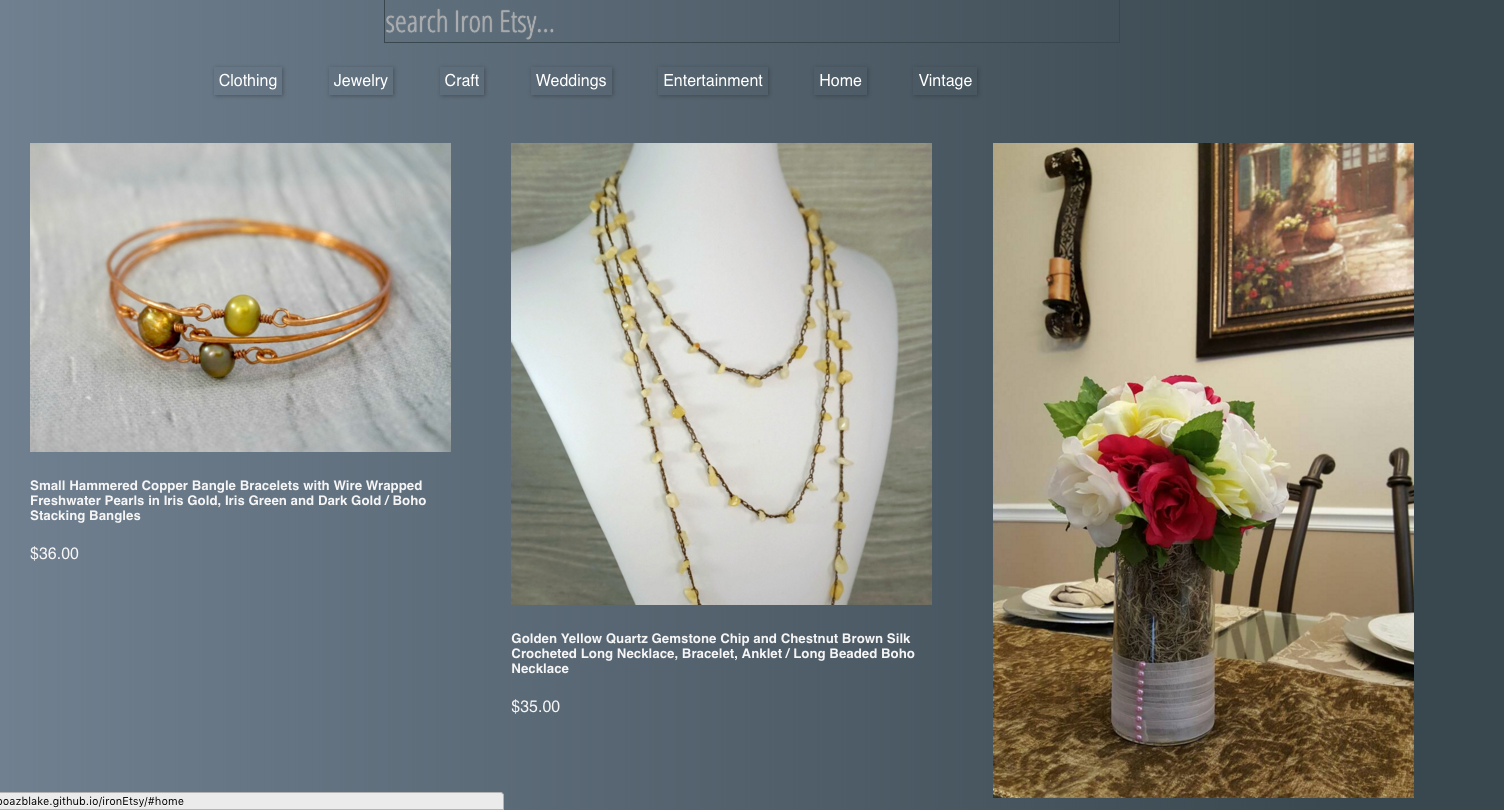 search Iron Etsy...
Clothing Jewelry Craft Weddings Entertainment Home Vintage
Small Hammered Copper Bangle Bracelets with Wire Wrapped
Freshwater Pearls in Iris Gold, Iris Green and Dark Gold / Boho
Stacking Bangles
$36.00
Golden Yellow Quartz Gemstone Chip and Chestnut Brown Silk
Crocheted Long Necklace, Bracelet, Anklet / Long Beaded Boho
Necklace
$35.00
boazblake.github.io/ironEtsy/#home